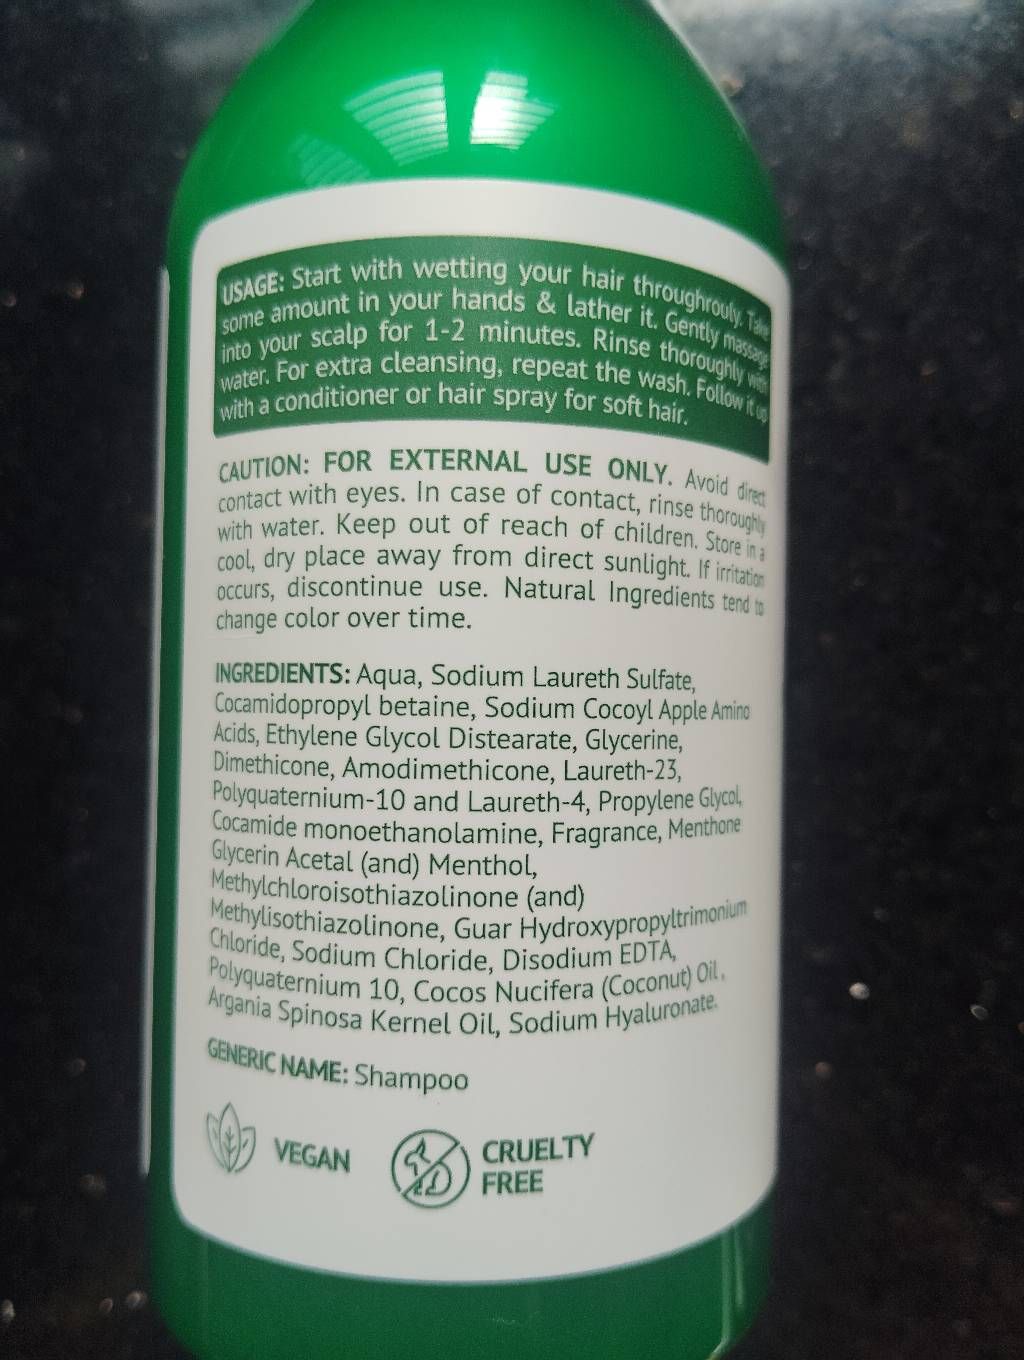 USAGE: Start with wetting your hair throughrouly. Take
some amount in your hands & lather it. Gently massage
into your scalp for 1-2 minutes. Rinse thoroughly with
water. For extra cleansing, repeat the wash. Follow it up
with a conditioner or hair spray for soft hair.
CAUTION: FOR EXTERNAL USE ONLY. Avoid direct
contact with eyes. In case of contact, rinse thoroughly
with water. Keep out of reach of children. Store in a
cool, dry place away from direct sunlight. If irritation
occurs, discontinue use. Natural Ingredients tend to
change color over time.
INGREDIENTS: Aqua, Sodium Laureth Sulfate,
Cocamidopropyl betaine, Sodium Cocoyl Apple Amino
Acids, Ethylene Glycol Distearate, Glycerine,
Dimethicone, Amodimethicone, Laureth-23,
Polyquaternium-10 and Laureth-4, Propylene Glycol,
Cocamide monoethanolamine, Fragrance, Menthone
Glycerin Acetal (and) Menthol,
Methylchloroisothiazolinone (and)
Methylisothiazolinone, Guar Hydroxypropyltrimonium
Chloride, Sodium Chloride, Disodium EDTA,
Polyquaternium 10, Cocos Nucifera (Coconut) Oil,
Argania Spinosa Kernel Oil, Sodium Hyaluronate.
GENERIC NAME: Shampoo
VEGAN
CRUELTY
FREE